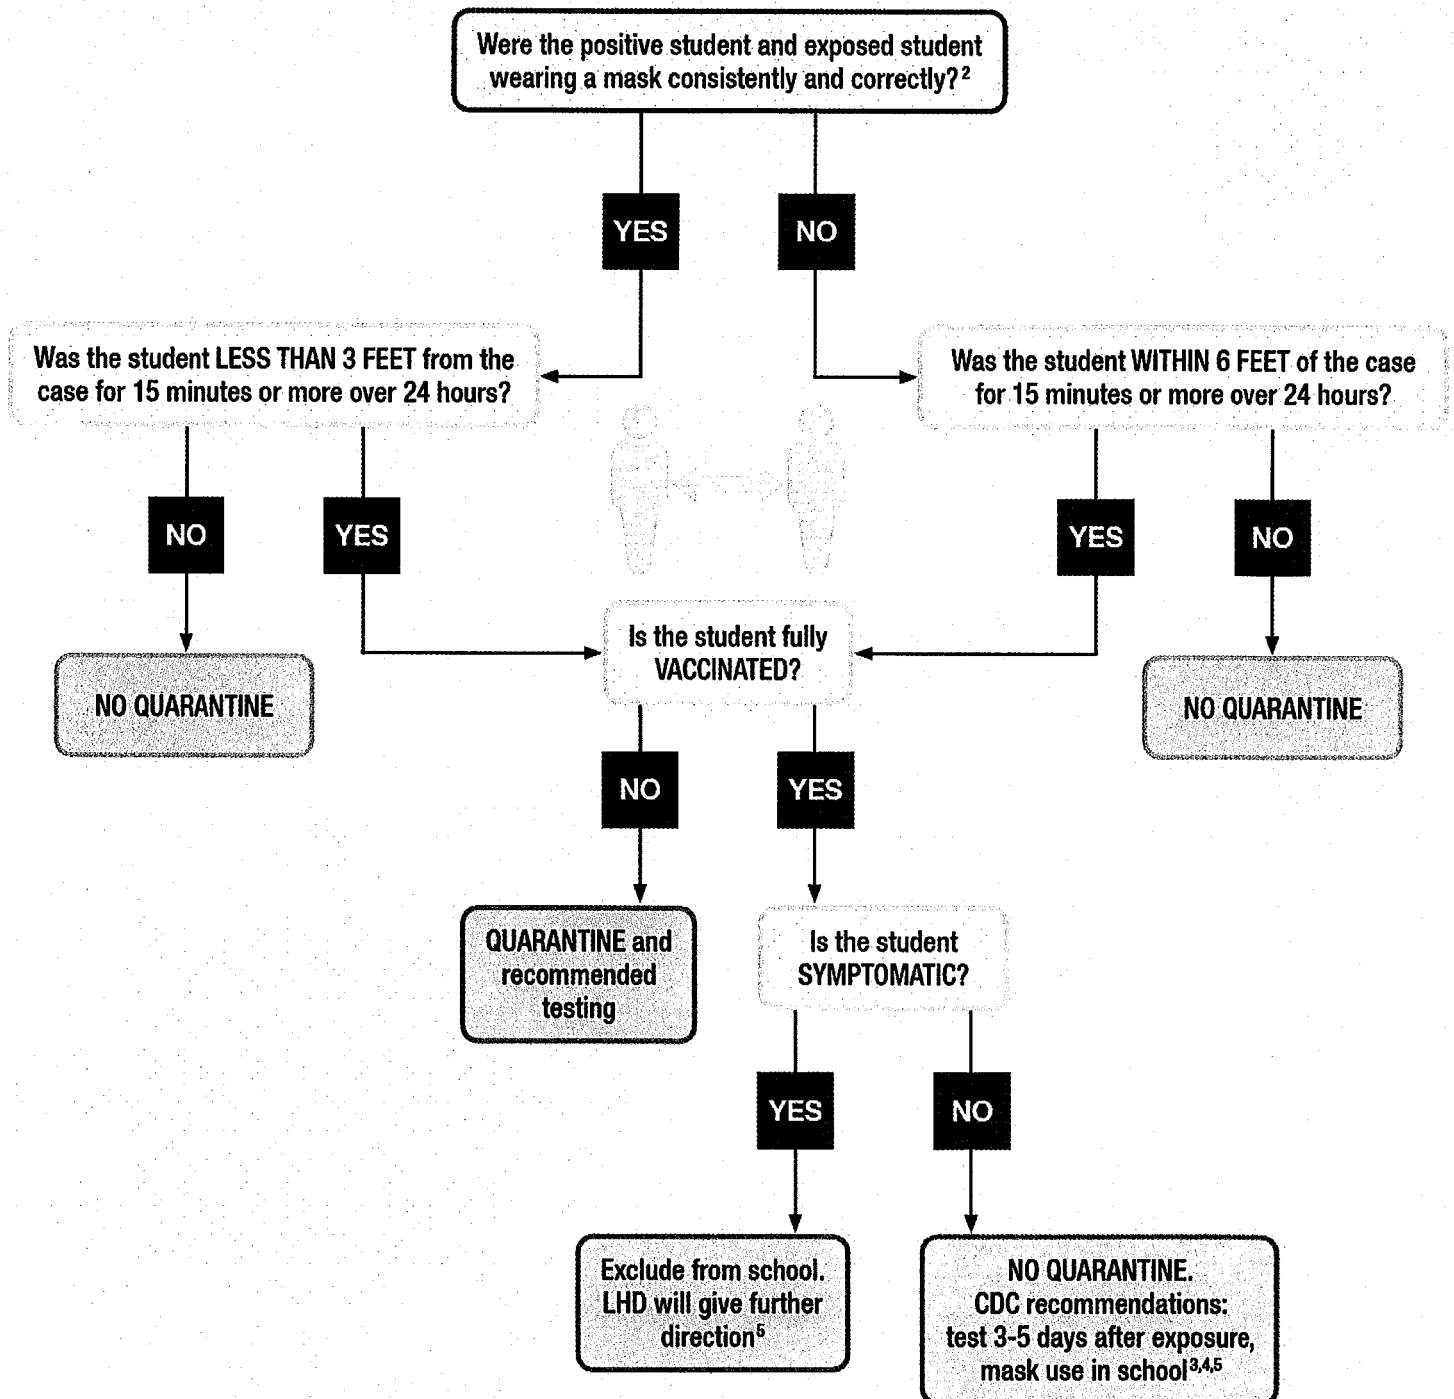 Were the positive student and exposed student
wearing a mask consistently and correctly?²
YES
NO
Was the student LESS THAN 3 FEET from the
case for 15 minutes or more over 24 hours?
Was the student WITHIN 6 FEET of the case
for 15 minutes or more over 24 hours?
NO
YES
YES
NO
Is the student fully
VACCINATED?
NO QUARANTINE
NO QUARANTINE
NO
YES
QUARANTINE and
recommended
testing
Is the student
SYMPTOMATIC?
YES
NO
Exclude from school.
LHD will give further
direction⁵
NO QUARANTINE.
CDC recommendations:
test 3-5 days after exposure,
mask use in school³,⁴,⁵